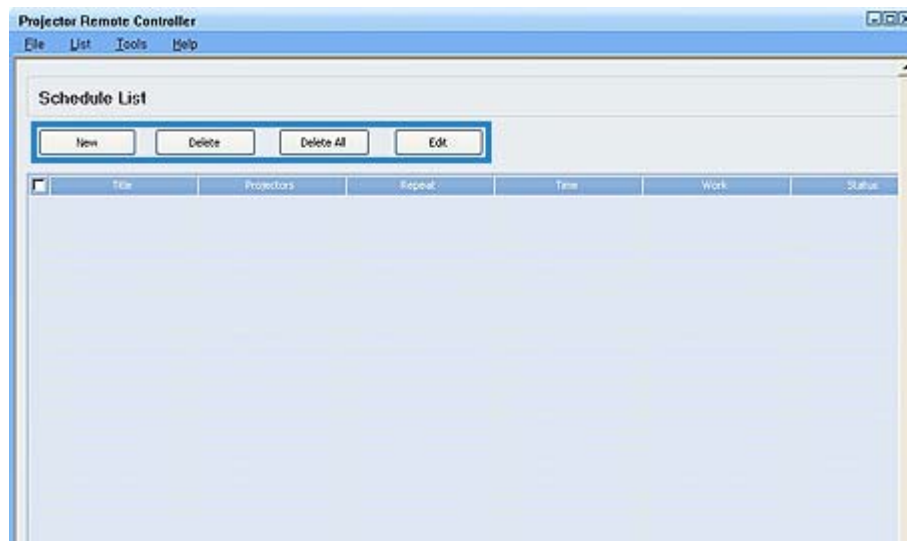 Projector Remote Controller
File List Tools Help
Schedule List
New Delete Delete All Edit
Title Projectors Repeat Time Work Status